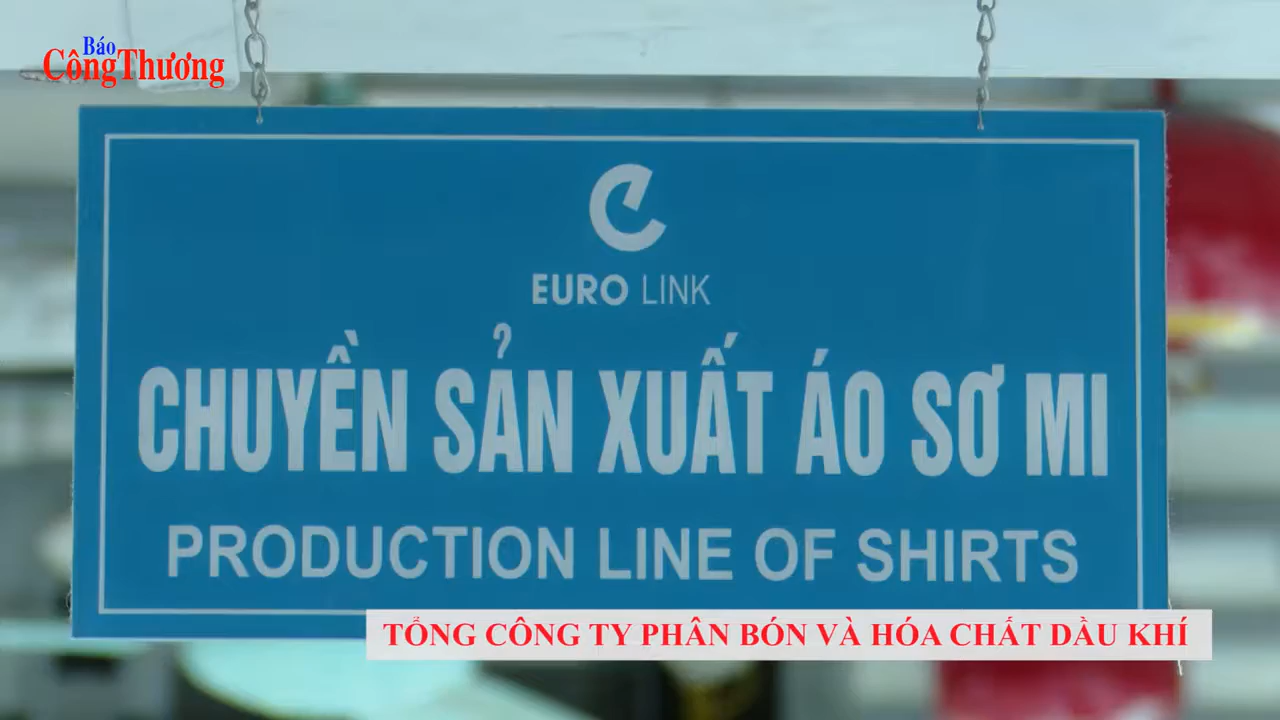 Báo
CôngThương
EURO LINK
CHUYỀN SẢN XUẤT ÁO SƠ MI
PRODUCTION LINE OF SHIRTS
TỔNG CÔNG TY PHÂN BÓN VÀ HÓA CHẤT DẦU KHÍ